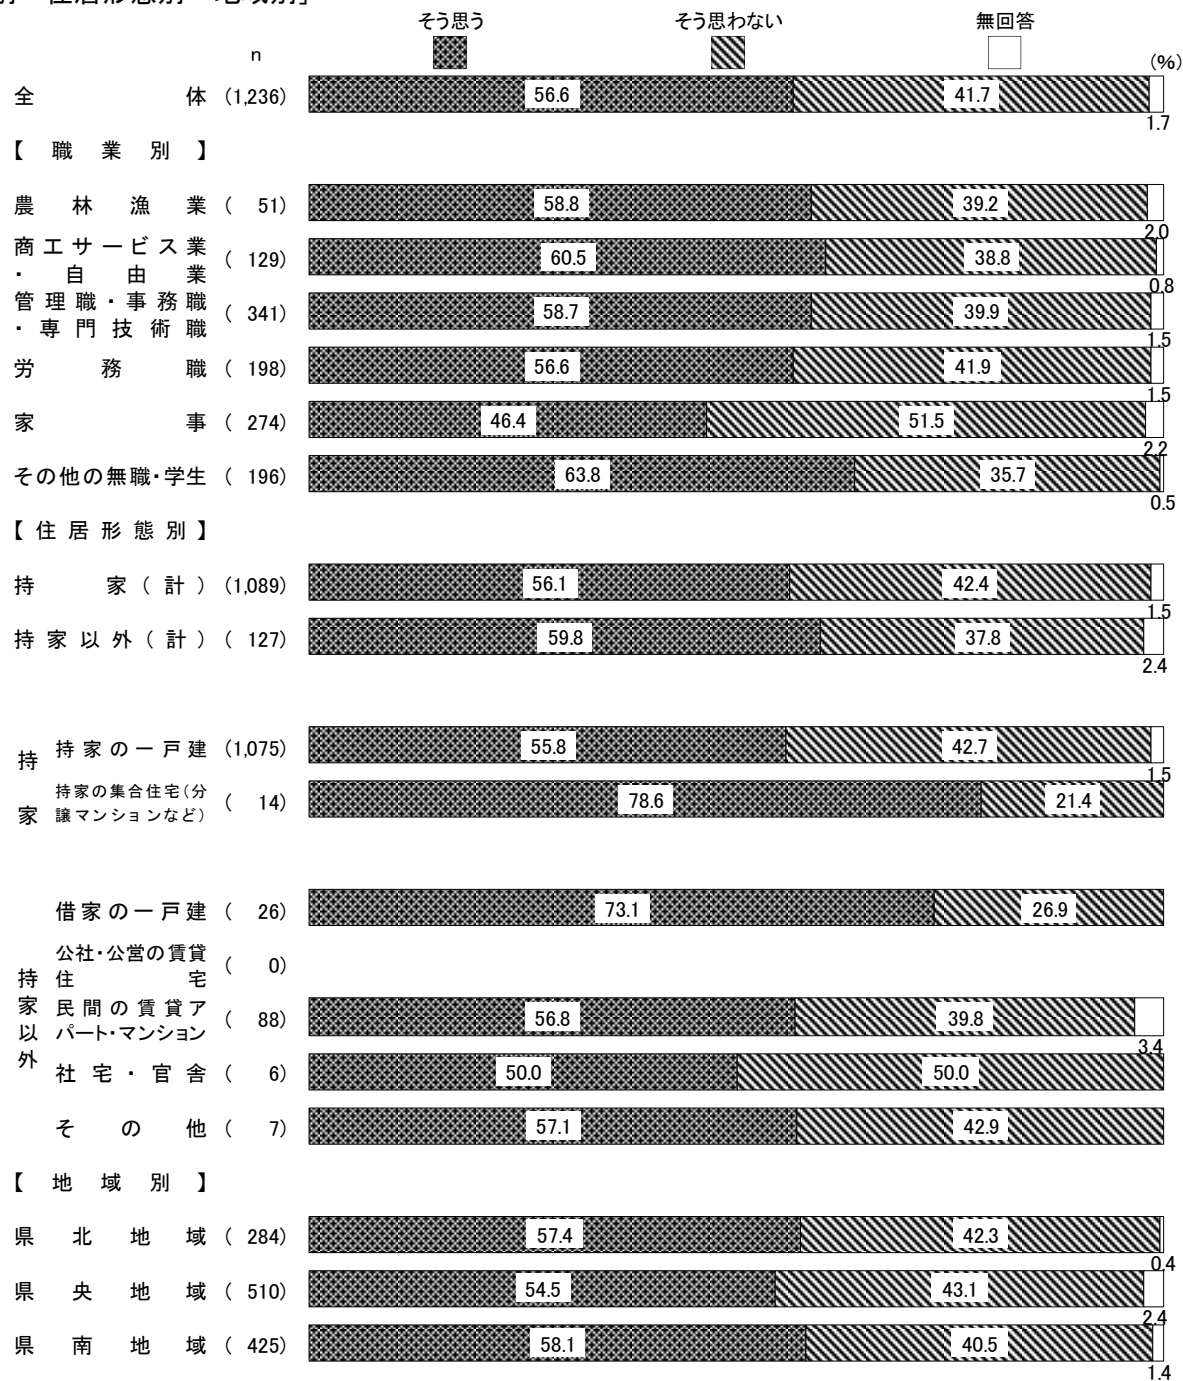 別・住居形態別・地域別」
そう思う そう思わない 無回答
n
(%)
全体 (1,236) 56.6 41.7
1.7
【職業別】
農林漁業 ( 51) 58.8 39.2
2.0
商工サービス業
・自由業 ( 129) 60.5 38.8
0.8
管理職・事務職
・専門技術職 ( 341) 58.7 39.9
1.5
労務職 ( 198) 56.6 41.9
1.5
家事 ( 274) 46.4 51.5
2.2
その他の無職・学生 ( 196) 63.8 35.7
0.5
【住居形態別】
持家(計) (1,089) 56.1 42.4
1.5
持家以外(計) ( 127) 59.8 37.8
2.4
持家
持家の一戸建 (1,075) 55.8 42.7
1.5
持家の集合住宅(分
譲マンションなど) ( 14) 78.6 21.4
持家以外
借家の一戸建 ( 26) 73.1 26.9
公社・公営の賃貸
住宅 ( 0)
民間の賃貸ア
パート・マンション ( 88) 56.8 39.8
3.4
社宅・官舎 ( 6) 50.0 50.0
その他 ( 7) 57.1 42.9
【地域別】
県北地域 ( 284) 57.4 42.3
0.4
県央地域 ( 510) 54.5 43.1
2.4
県南地域 ( 425) 58.1 40.5
1.4